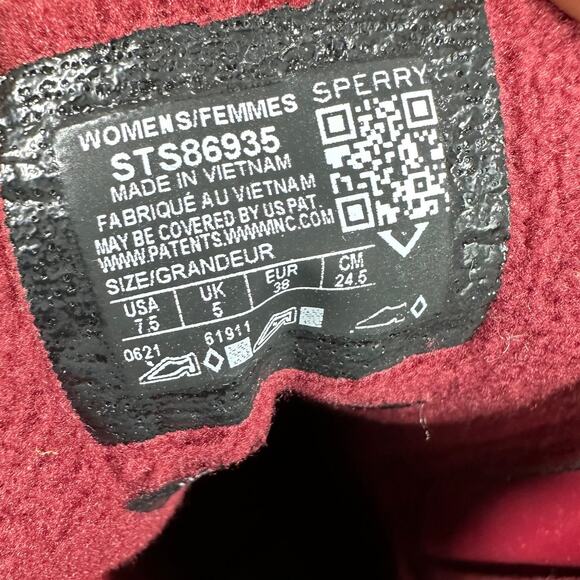 SPERRY
WOMENS/FEMMES
STS86935
MADE IN VIETNAM
FABRIQUÉ AU VIETNAM
MAY BE COVERED BY US PAT.
WWW.PATENTS.WWWINC.COM
SIZE/GRANDEUR
USA UK EUR CM
7.5 5 38 24.5
0621 61911